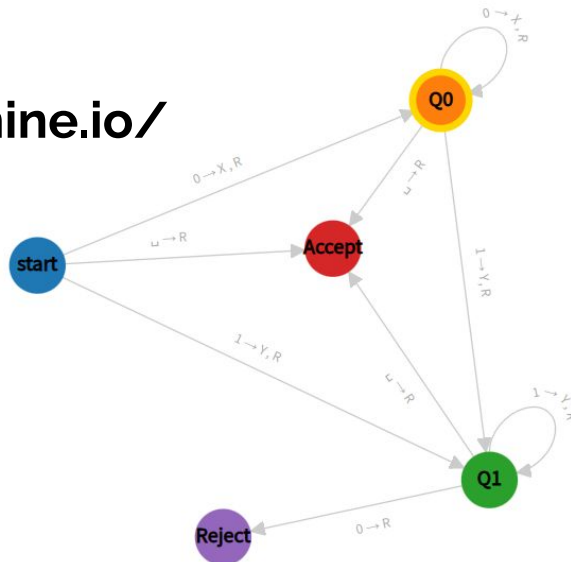 0→X,R
Q0
nine.io/
0→X,R
␣→R
␣→R
Accept
start
1→Y,R
1→Y,R
␣→R
1→Y,R
Q1
0→R
Reject